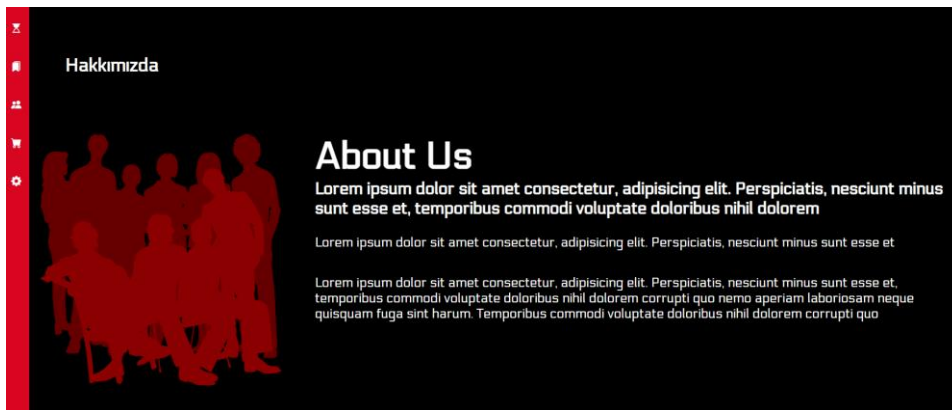 Hakkımızda
About Us
Lorem ipsum dolor sit amet consectetur, adipisicing elit. Perspiciatis, nesciunt minus
sunt esse et, temporibus commodi voluptate doloribus nihil dolorem
Lorem ipsum dolor sit amet consectetur, adipisicing elit. Perspiciatis, nesciunt minus sunt esse et
Lorem ipsum dolor sit amet consectetur, adipisicing elit. Perspiciatis, nesciunt minus sunt esse et,
temporibus commodi voluptate doloribus nihil dolorem corrupti quo nemo aperiam laboriosam neque
quisquam fuga sint harum. Temporibus commodi voluptate doloribus nihil dolorem corrupti quo